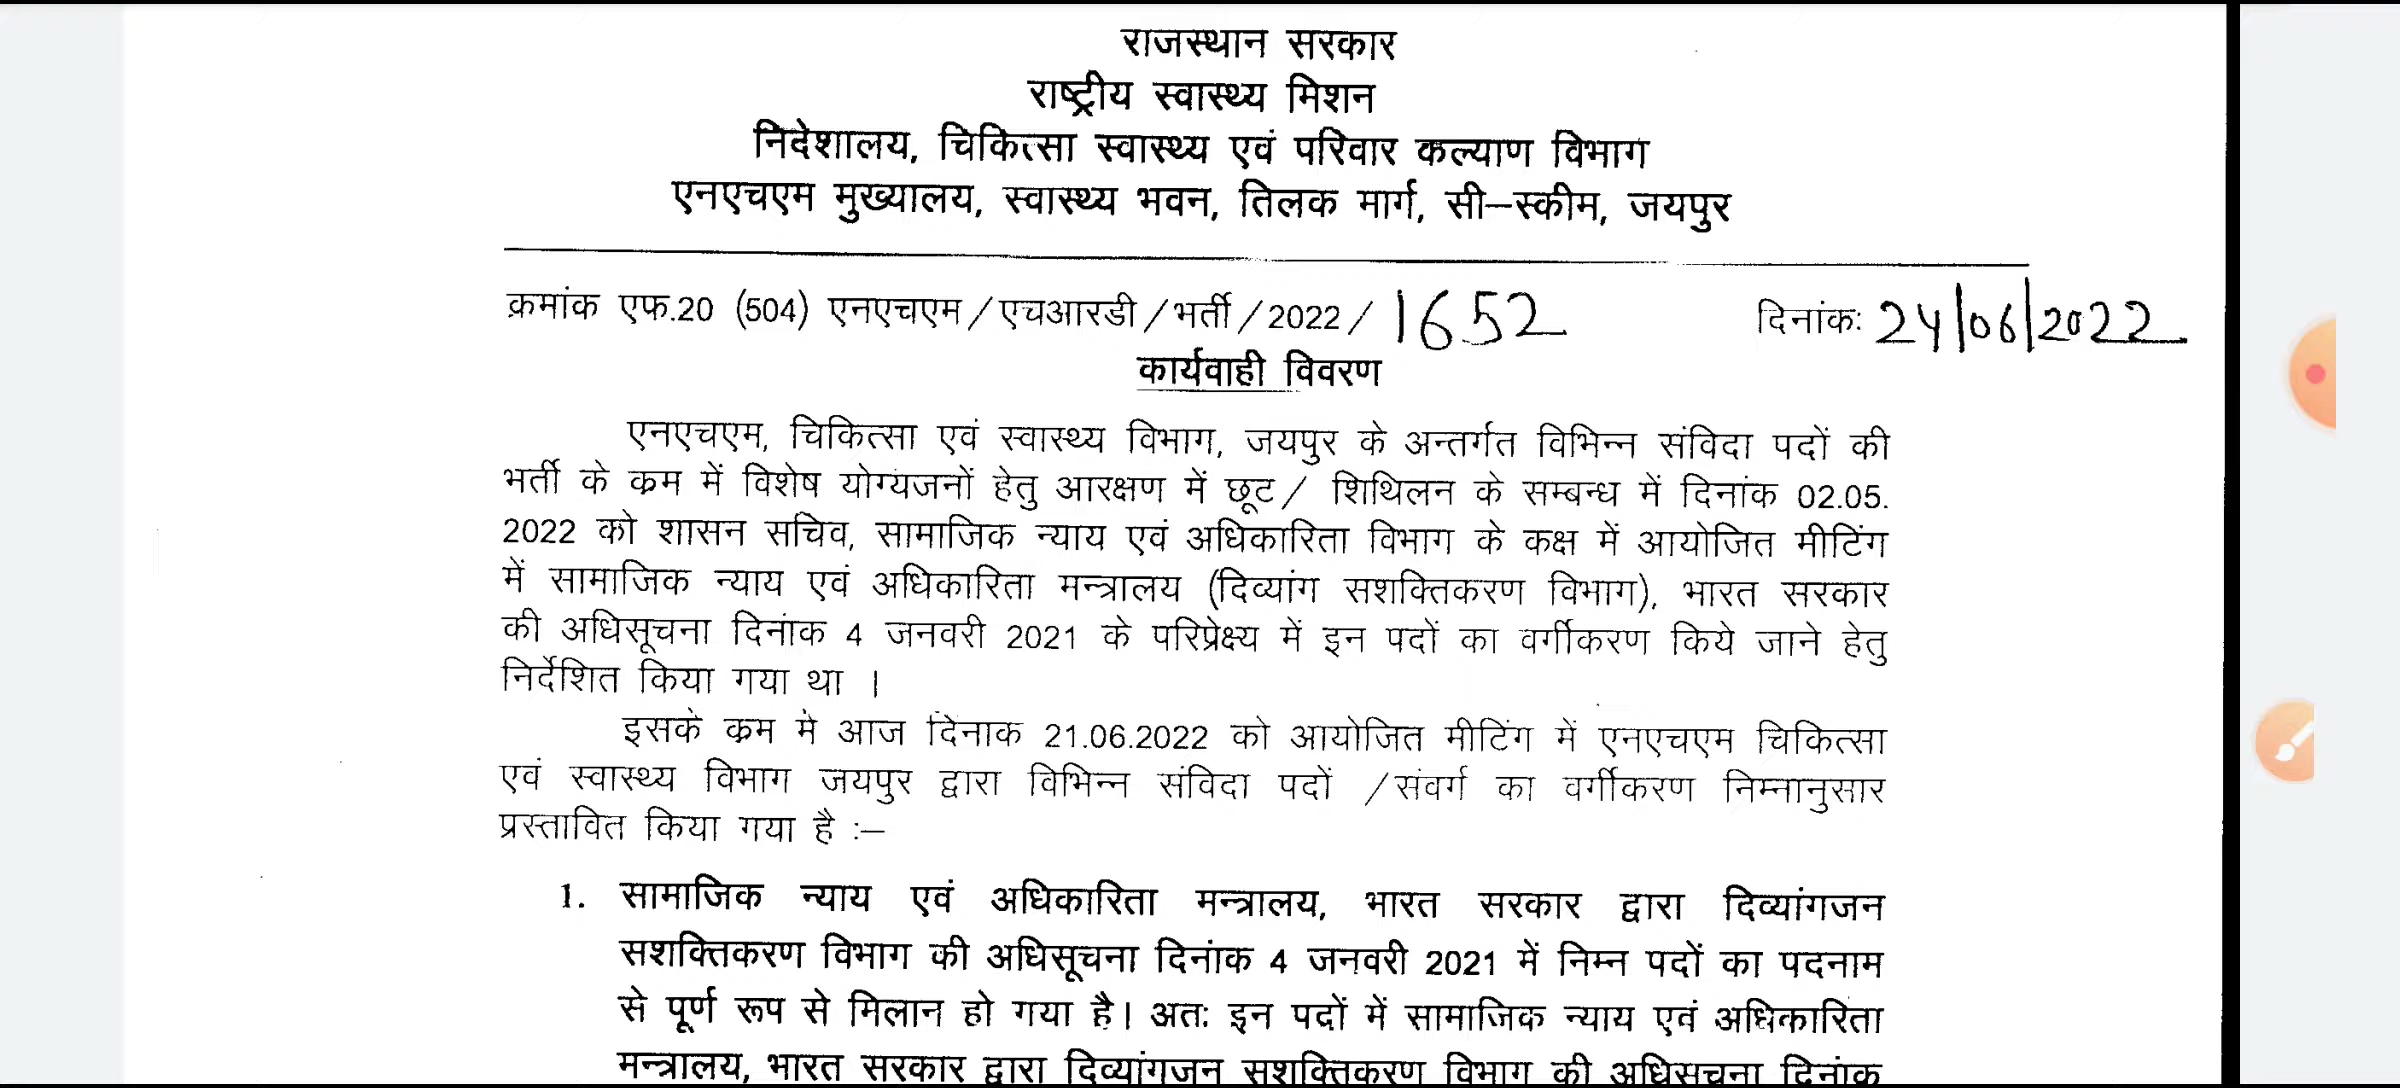 राजस्थान सरकार
राष्ट्रीय स्वास्थ्य मिशन
निदेशालय, चिकित्सा स्वास्थ्य एवं परिवार कल्याण विभाग
एनएचएम मुख्यालय, स्वास्थ्य भवन, तिलक मार्ग, सी–स्कीम, जयपुर
क्रमांक एफ.20 (504) एनएचएम/एचआरडी/भर्ती/2022/1652 दिनांकः 24/06/2022
कार्यवाही विवरण
एनएचएम, चिकित्सा एवं स्वास्थ्य विभाग, जयपुर के अन्तर्गत विभिन्न संविदा पदों की
भर्ती के क्रम में विशेष योग्यजनों हेतु आरक्षण में छूट/ शिथिलन के सम्बन्ध में दिनांक 02.05.
2022 को शासन सचिव, सामाजिक न्याय एवं अधिकारिता विभाग के कक्ष में आयोजित मीटिंग
में सामाजिक न्याय एवं अधिकारिता मन्त्रालय (दिव्यांग सशक्तिकरण विभाग), भारत सरकार
की अधिसूचना दिनांक 4 जनवरी 2021 के परिप्रेक्ष्य में इन पदों का वर्गीकरण किये जाने हेतु
निर्देशित किया गया था ।
इसके क्रम मे आज दिनाक 21.06.2022 को आयोजित मीटिंग में एनएचएम चिकित्सा
एवं स्वास्थ्य विभाग जयपुर द्वारा विभिन्न संविदा पदों /संवर्ग का वर्गीकरण निम्नानुसार
प्रस्तावित किया गया है :–
1. सामाजिक न्याय एवं अधिकारिता मन्त्रालय, भारत सरकार द्वारा दिव्यांगजन
सशक्तिकरण विभाग की अधिसूचना दिनांक 4 जनवरी 2021 में निम्न पदों का पदनाम
से पूर्ण रूप से मिलान हो गया है। अतः इन पदों में सामाजिक न्याय एवं अधिकारिता
मन्त्रालय, भारत सरकार द्वारा दिव्यांगजन सशक्तिकरण विभाग की अधिसूचना दिनांक